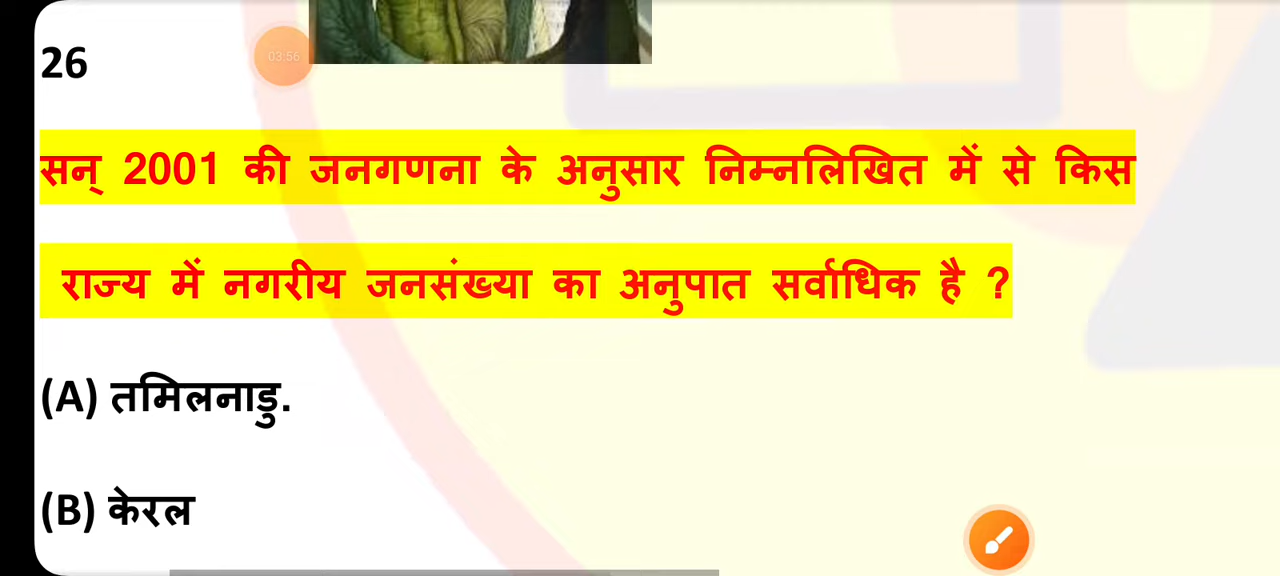 03:56
26
सन् 2001 की जनगणना के अनुसार निम्नलिखित में से किस
राज्य में नगरीय जनसंख्या का अनुपात सर्वाधिक है ?
(A) तमिलनाडु.
(B) केरल